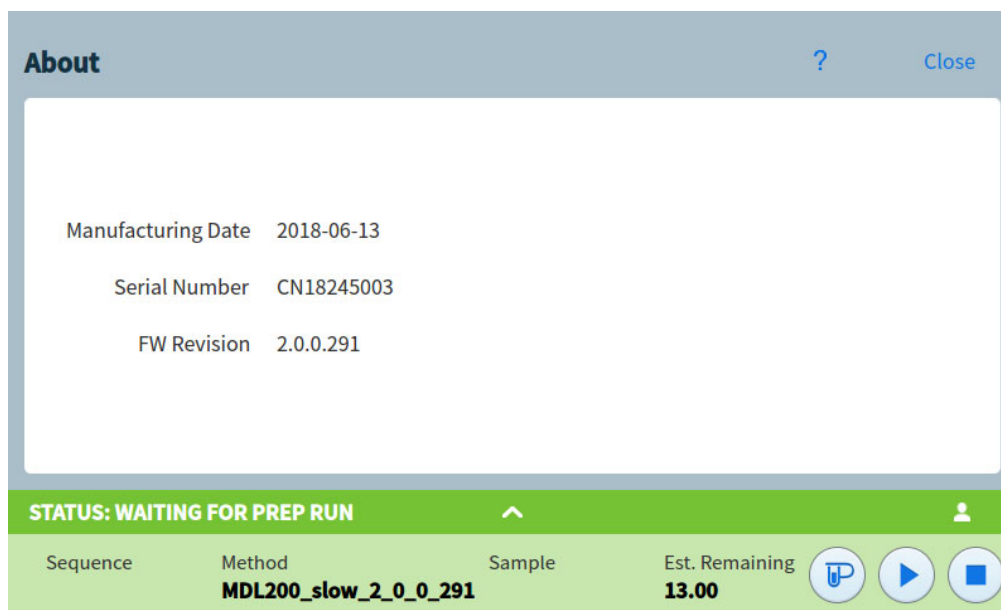 About ? Close
Manufacturing Date 2018-06-13
Serial Number CN18245003
FW Revision 2.0.0.291
STATUS: WAITING FOR PREP RUN
Sequence Method Sample Est. Remaining
MDL200_slow_2_0_0_291 13.00